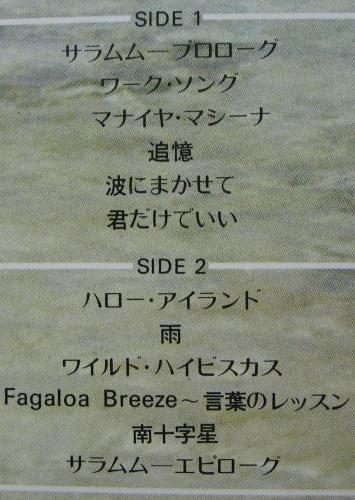 SIDE 1
サラムム―プロローグ
ワーク・ソング
マナイヤ・マシーナ
追憶
波にまかせて
君だけでいい
SIDE 2
ハロー・アイランド
雨
ワイルド・ハイビスカス
Fagaloa Breeze～言葉のレッスン
南十字星
サラムム―エピローグ